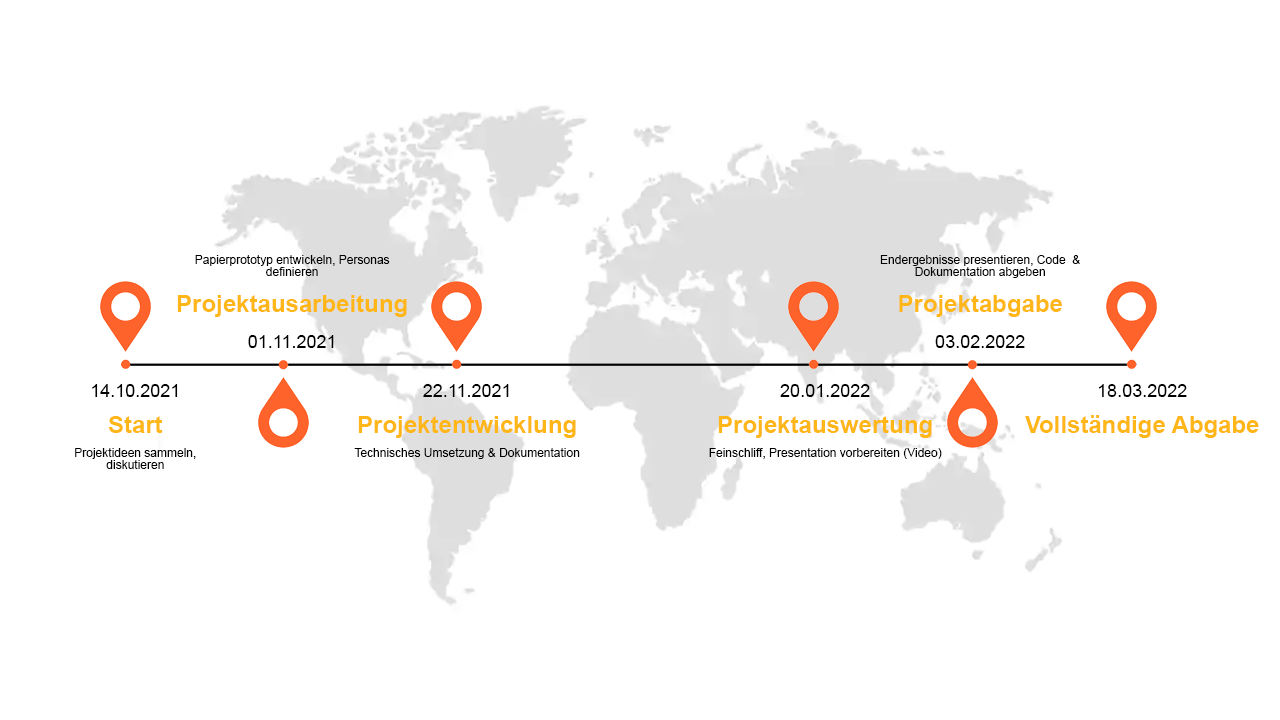 14.10.2021
Start
Projektideen sammeln,
diskutieren
Papierprototyp entwickeln, Personas
definieren
Projektausarbeitung
01.11.2021
22.11.2021
Projektentwicklung
Technisches Umsetzung & Dokumentation
20.01.2022
Projektauswertung
Feinschliff, Presentation vorbereiten (Video)
Endergebnisse presentieren, Code &
Dokumentation abgeben
Projektabgabe
03.02.2022
18.03.2022
Vollständige Abgabe